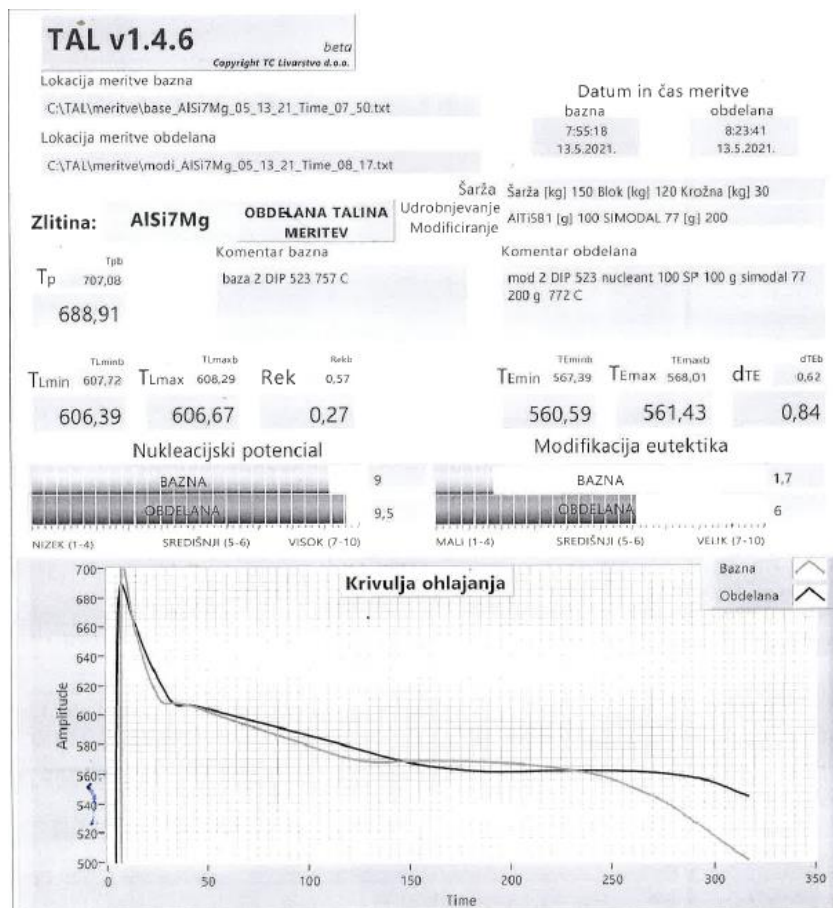 TAL v1.4.6
beta
Copyright TC Livarstvo d.o.o.
Lokacija meritve bazna
C:\TAL\meritve\base_AlSi7Mg_05_13_21_Time_07_50.txt
Lokacija meritve obdelana
C:\TAL\meritve\modi_AlSi7Mg_05_13_21_Time_08_17.txt
Datum in čas meritve
bazna obdelana
7:55:18 8:23:41
13.5.2021. 13.5.2021.
Šarža Šarža [kg] 150 Blok [kg] 120 Krožna [kg] 30
Zlitina: AlSi7Mg
OBDELANA TALINA
MERITEV
Udrobnjevanje
Modificiranje
AlTi5B1 [g] 100 SIMODAL 77 [g] 200
Tpb
Tp 707,08
688,91
Komentar bazna
baza 2 DIP 523 757 C
Komentar obdelana
mod 2 DIP 523 nucleant 100 SP 100 g simodal 77
200 g 772 C
TLminb TLmaxb Rekb TEminb TEmaxb dTEb
TLmin 607,72 TLmax 608,29 Rek 0,57 TEmin 567,39 TEmax 568,01 dTE 0,62
606,39 606,67 0,27 560,59 561,43 0,84
Nukleacijski potencial
BAZNA 9
OBDELANA 9,5
NIZEK (1-4) SREDIŠNJI (5-6) VISOK (7-10)
Modifikacija eutektika
BAZNA 1,7
OBDELANA 6
MALI (1-4) SREDIŠNJI (5-6) VELIK (7-10)
Krivulja ohlajanja
Bazna
Obdelana
Amplitude
700
680
660
640
620
600
580
560
540
520
500
0 50 100 150 200 250 300 350
Time